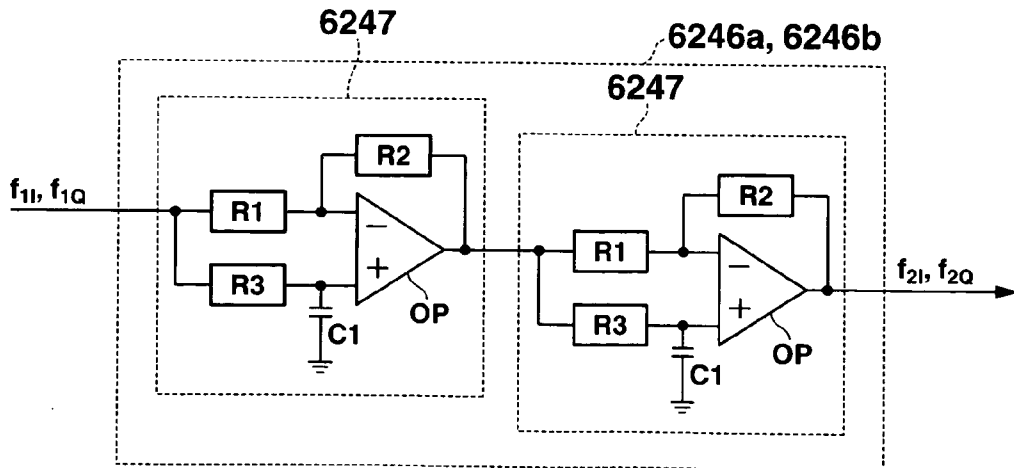 6247
6246a, 6246b
6247
R2
f1I, f1Q
R1
−
R3
+
OP
C1
R2
R1
−
R3
+
OP
C1
f2I, f2Q